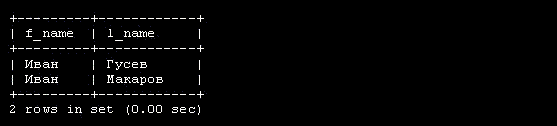 +---------+------------+
| f_name | l_name |
+---------+------------+
| Иван | Гусев |
| Иван | Макаров |
+---------+------------+
2 rows in set (0.00 sec)